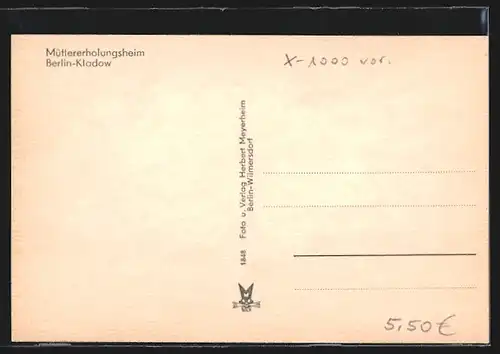 Müttererholungsheim
Berlin-Kladow
X-1000 vor.
1848 Foto u. Verlag Herbert Meyerheim
Berlin-Wilmersdorf
5,50 €